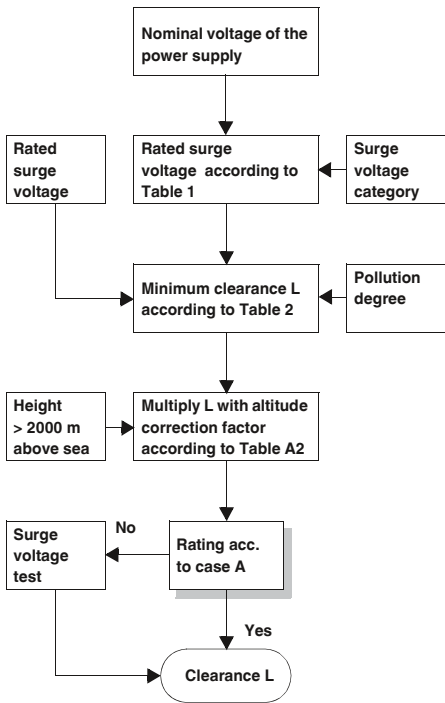 Nominal voltage of the
power supply
Rated
surge
voltage
Rated surge
voltage according to
Table 1
Surge
voltage
category
Minimum clearance L
according to Table 2
Pollution
degree
Height
> 2000 m
above sea
Multiply L with altitude
correction factor
according to Table A2
Surge
voltage
test
No
Rating acc.
to case A
Yes
Clearance L